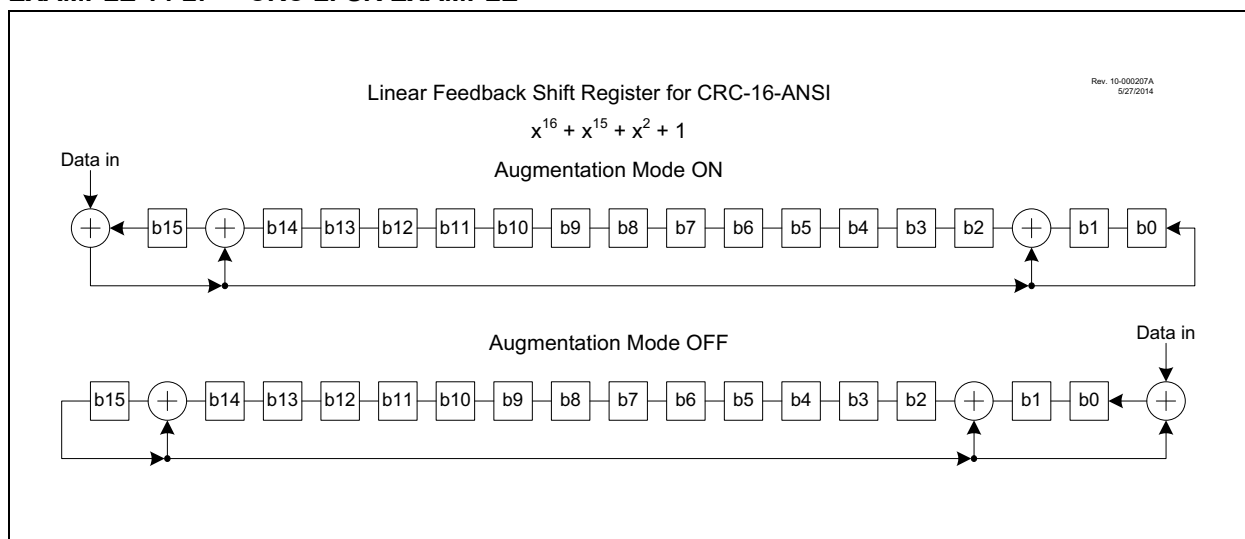 Linear Feedback Shift Register for CRC-16-ANSI
Rev. 10-000207A
5/27/2014
x^16 + x^15 + x^2 + 1
Data in
Augmentation Mode ON
b15 b14 b13 b12 b11 b10 b9 b8 b7 b6 b5 b4 b3 b2 b1 b0
Augmentation Mode OFF
Data in
b15 b14 b13 b12 b11 b10 b9 b8 b7 b6 b5 b4 b3 b2 b1 b0